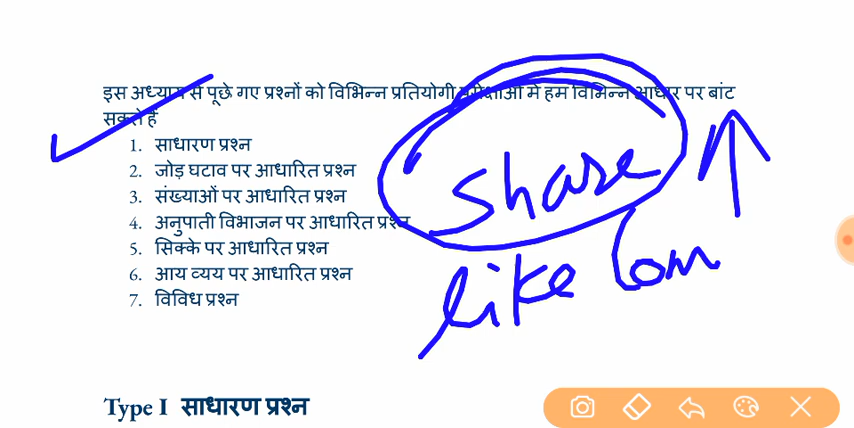 इस अध्याय से पूछे गए प्रश्नों को विभिन्न प्रतियोगी परीक्षाओं में हम विभिन्न आधार पर बांट
सकते हैं
1. साधारण प्रश्न
2. जोड़ घटाव पर आधारित प्रश्न
3. संख्याओं पर आधारित प्रश्न
4. अनुपाती विभाजन पर आधारित प्रश्न
5. सिक्के पर आधारित प्रश्न
6. आय व्यय पर आधारित प्रश्न
7. विविध प्रश्न
share
like Com
Type I साधारण प्रश्न